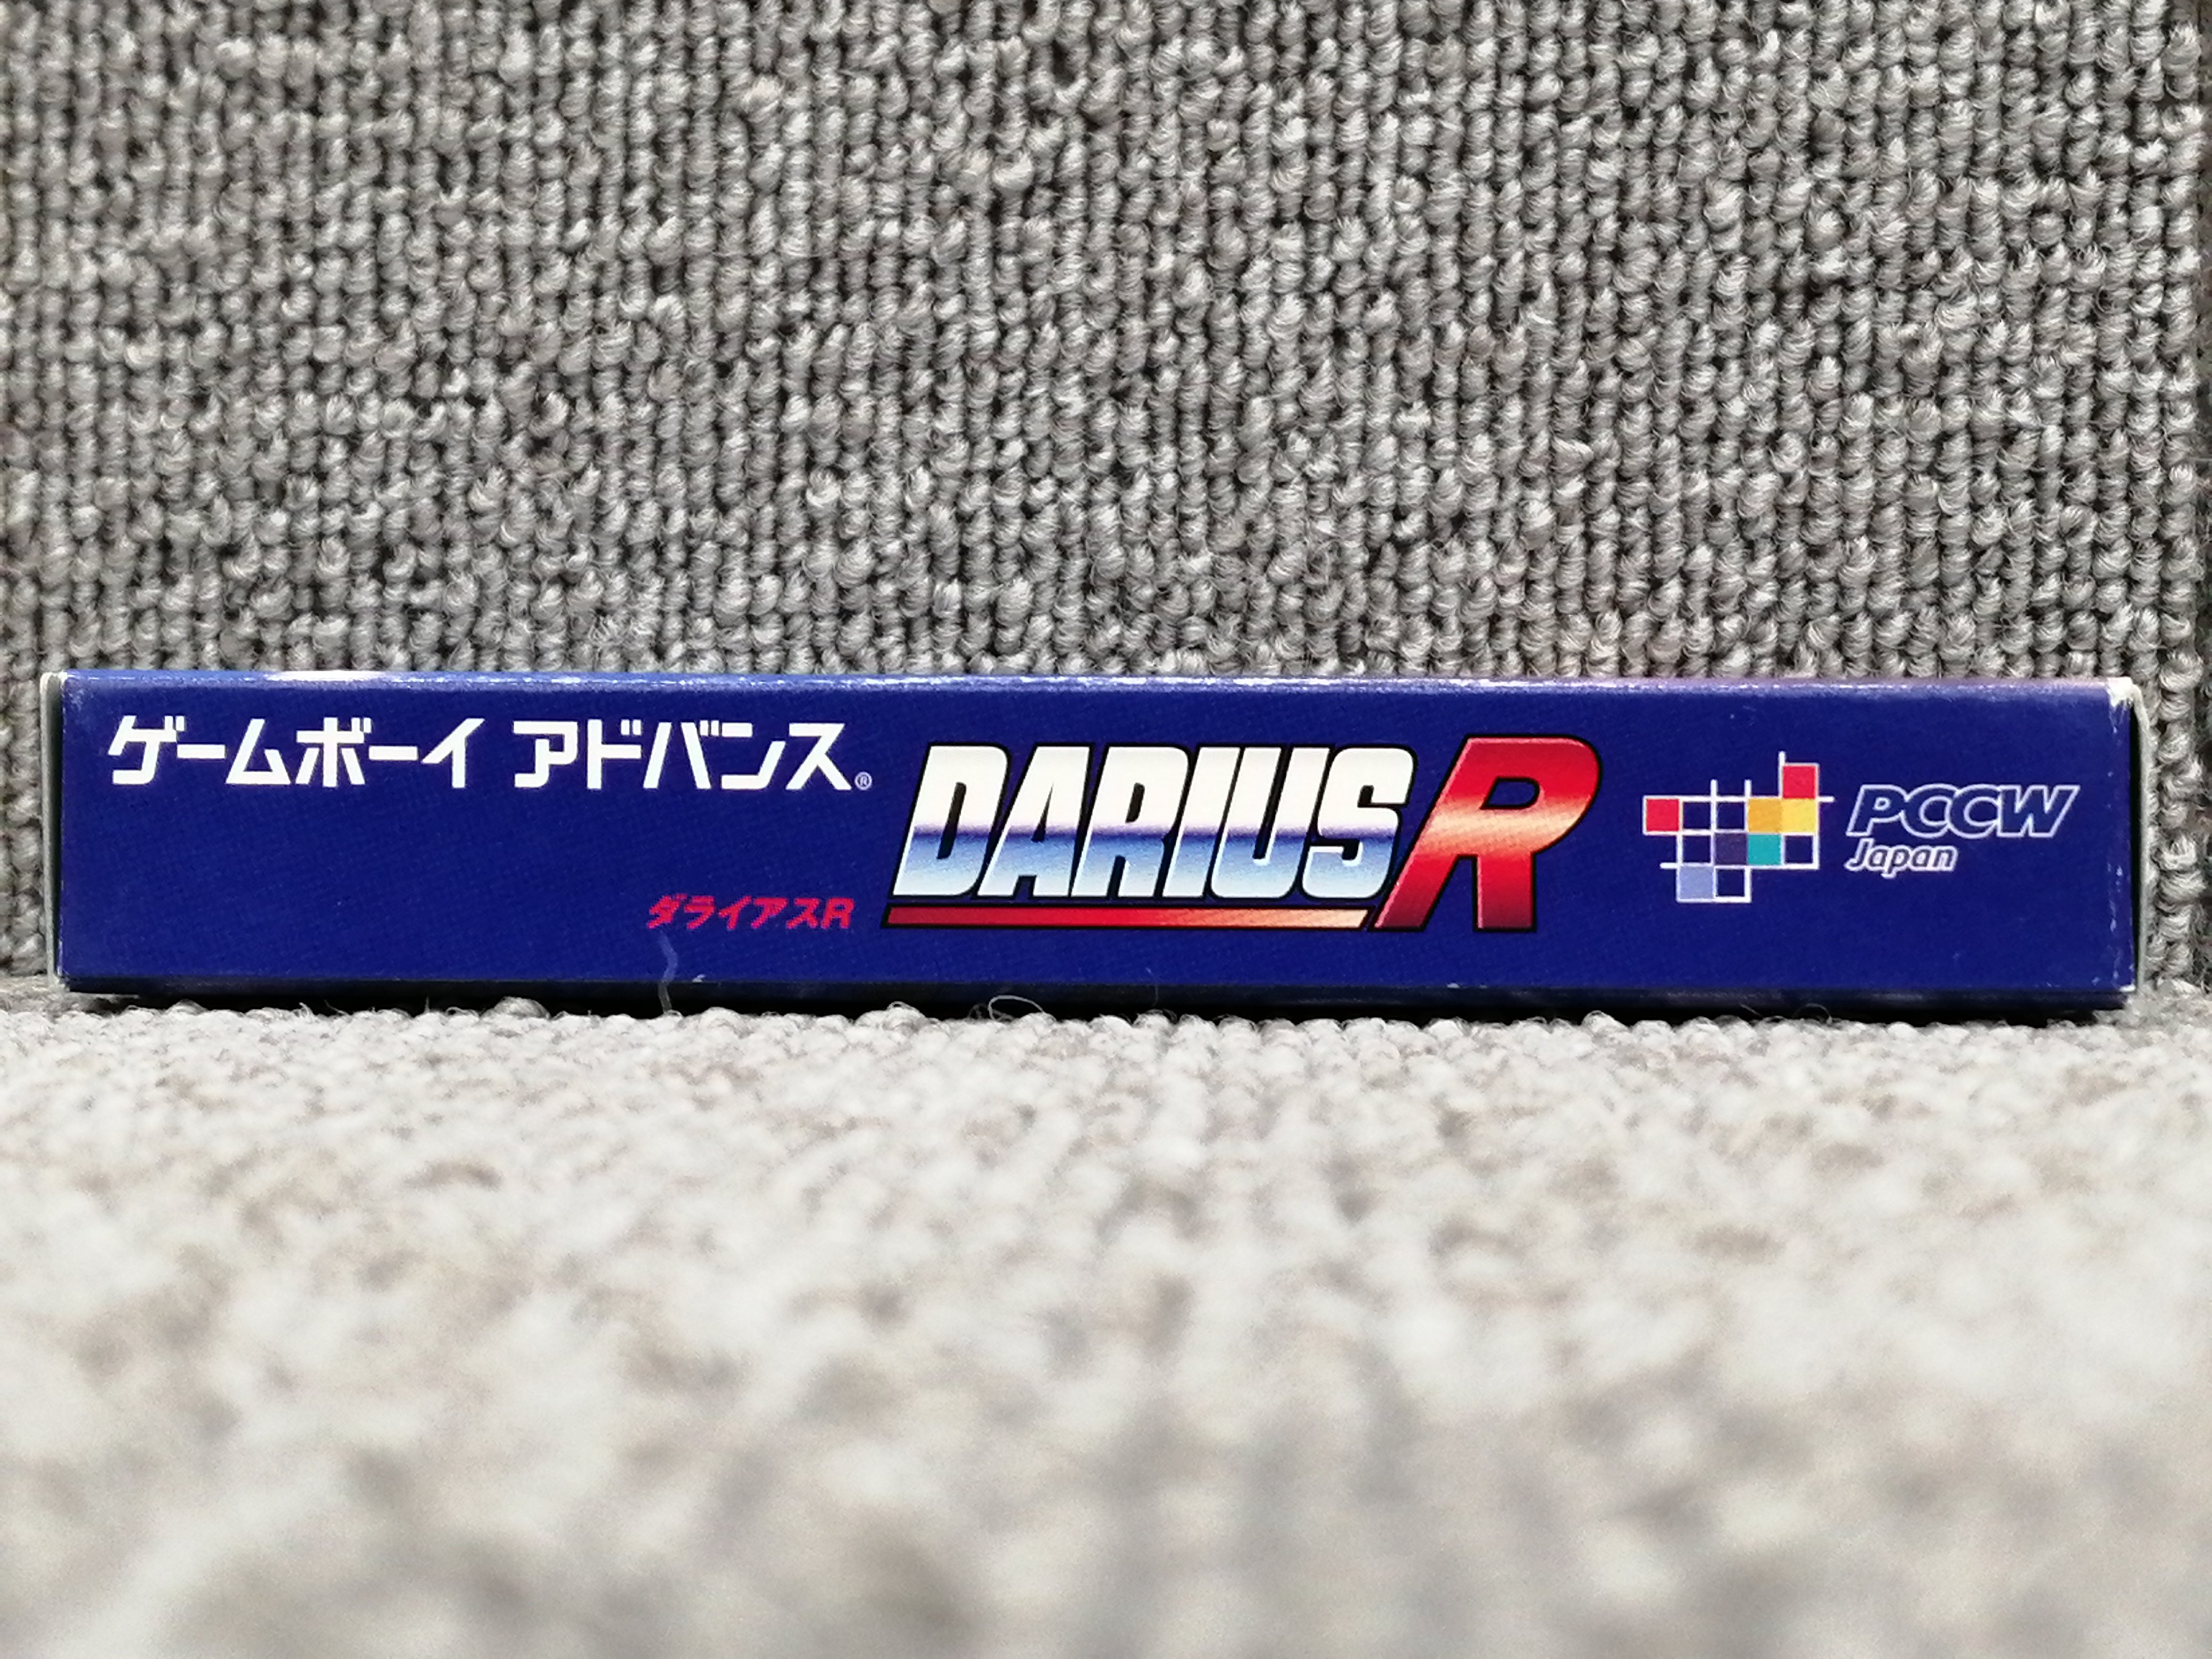 ゲームボーイ アドバンス®
ダライアスR
DARIUS R
PCCW
Japan